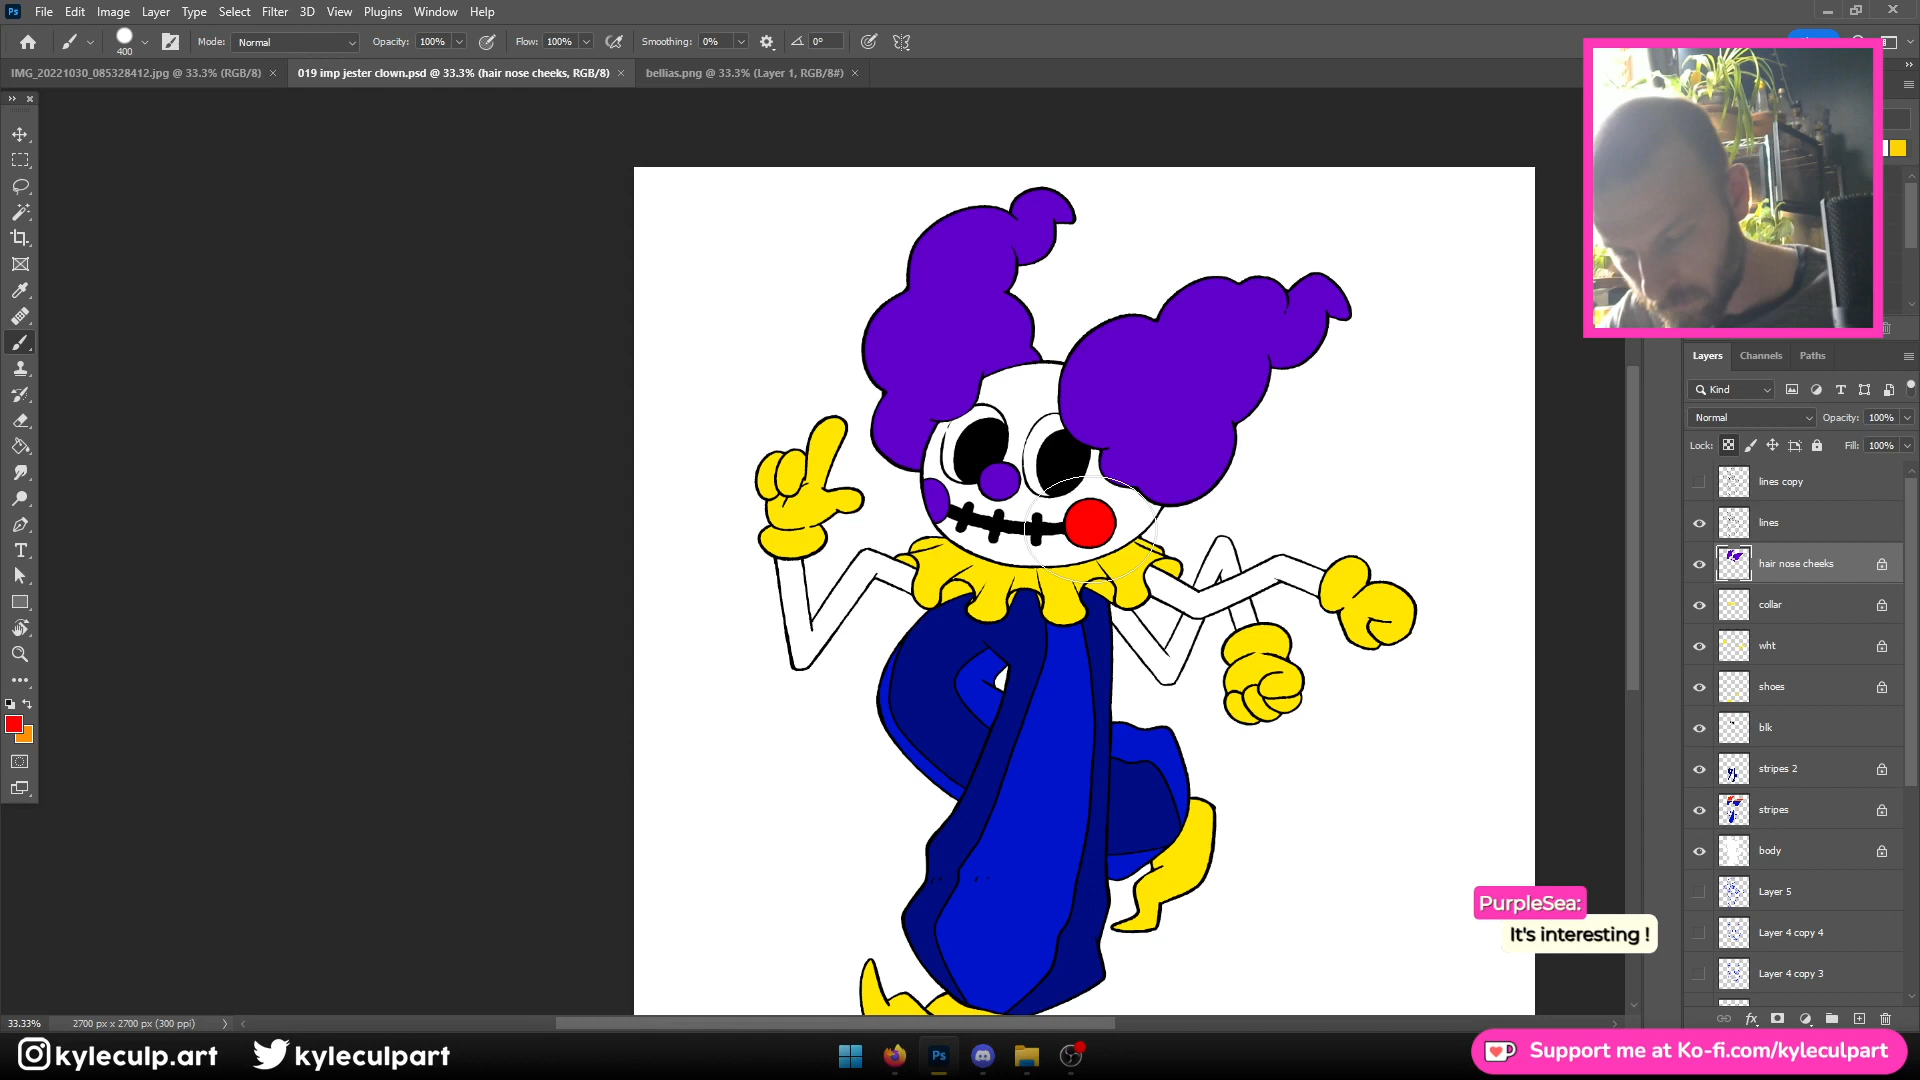 Ps File Edit Image Layer Type Select Filter 3D View Plugins Window Help
400 Mode: Normal Opacity: 100% Flow: 100% Smoothing: 0% 0°
IMG_20221030_085328412.jpg @ 33.3% (RGB/8) × 019 imp jester clown.psd @ 33.3% (hair nose cheeks, RGB/8) × bellias.png @ 33.3% (Layer 1, RGB/8#) ×
Layers Channels Paths
Kind
Normal Opacity: 100%
Lock: Fill: 100%
lines copy
lines
hair nose cheeks
collar
wht
shoes
blk
stripes 2
stripes
body
Layer 5
Layer 4 copy 4
Layer 4 copy 3
PurpleSea:
It's interesting !
33.33% 2700 px x 2700 px (300 ppi)
fx
kyleculp.art kyleculpart
Ps
Support me at Ko-fi.com/kyleculpart